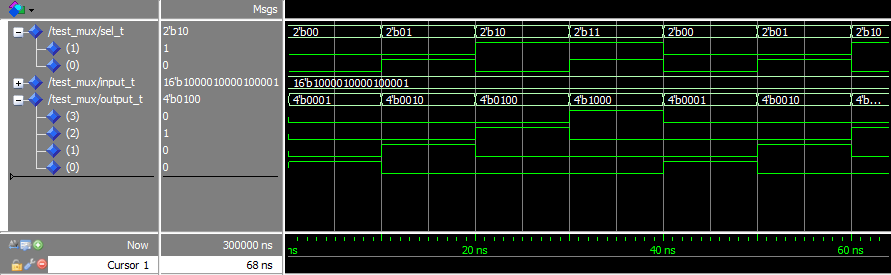 Msgs
/test_mux/sel_t 2'b10 2'b00 2'b01 2'b10 2'b11 2'b00 2'b01 2'b10
(1) 1
(0) 0
/test_mux/input_t 16'b1000010000100001 16'b1000010000100001
/test_mux/output_t 4'b0100 4'b0001 4'b0010 4'b0100 4'b1000 4'b0001 4'b0010 4'b...
(3) 0
(2) 1
(1) 0
(0) 0
Now 300000 ns ns 20 ns 40 ns 60 ns
Cursor 1 68 ns